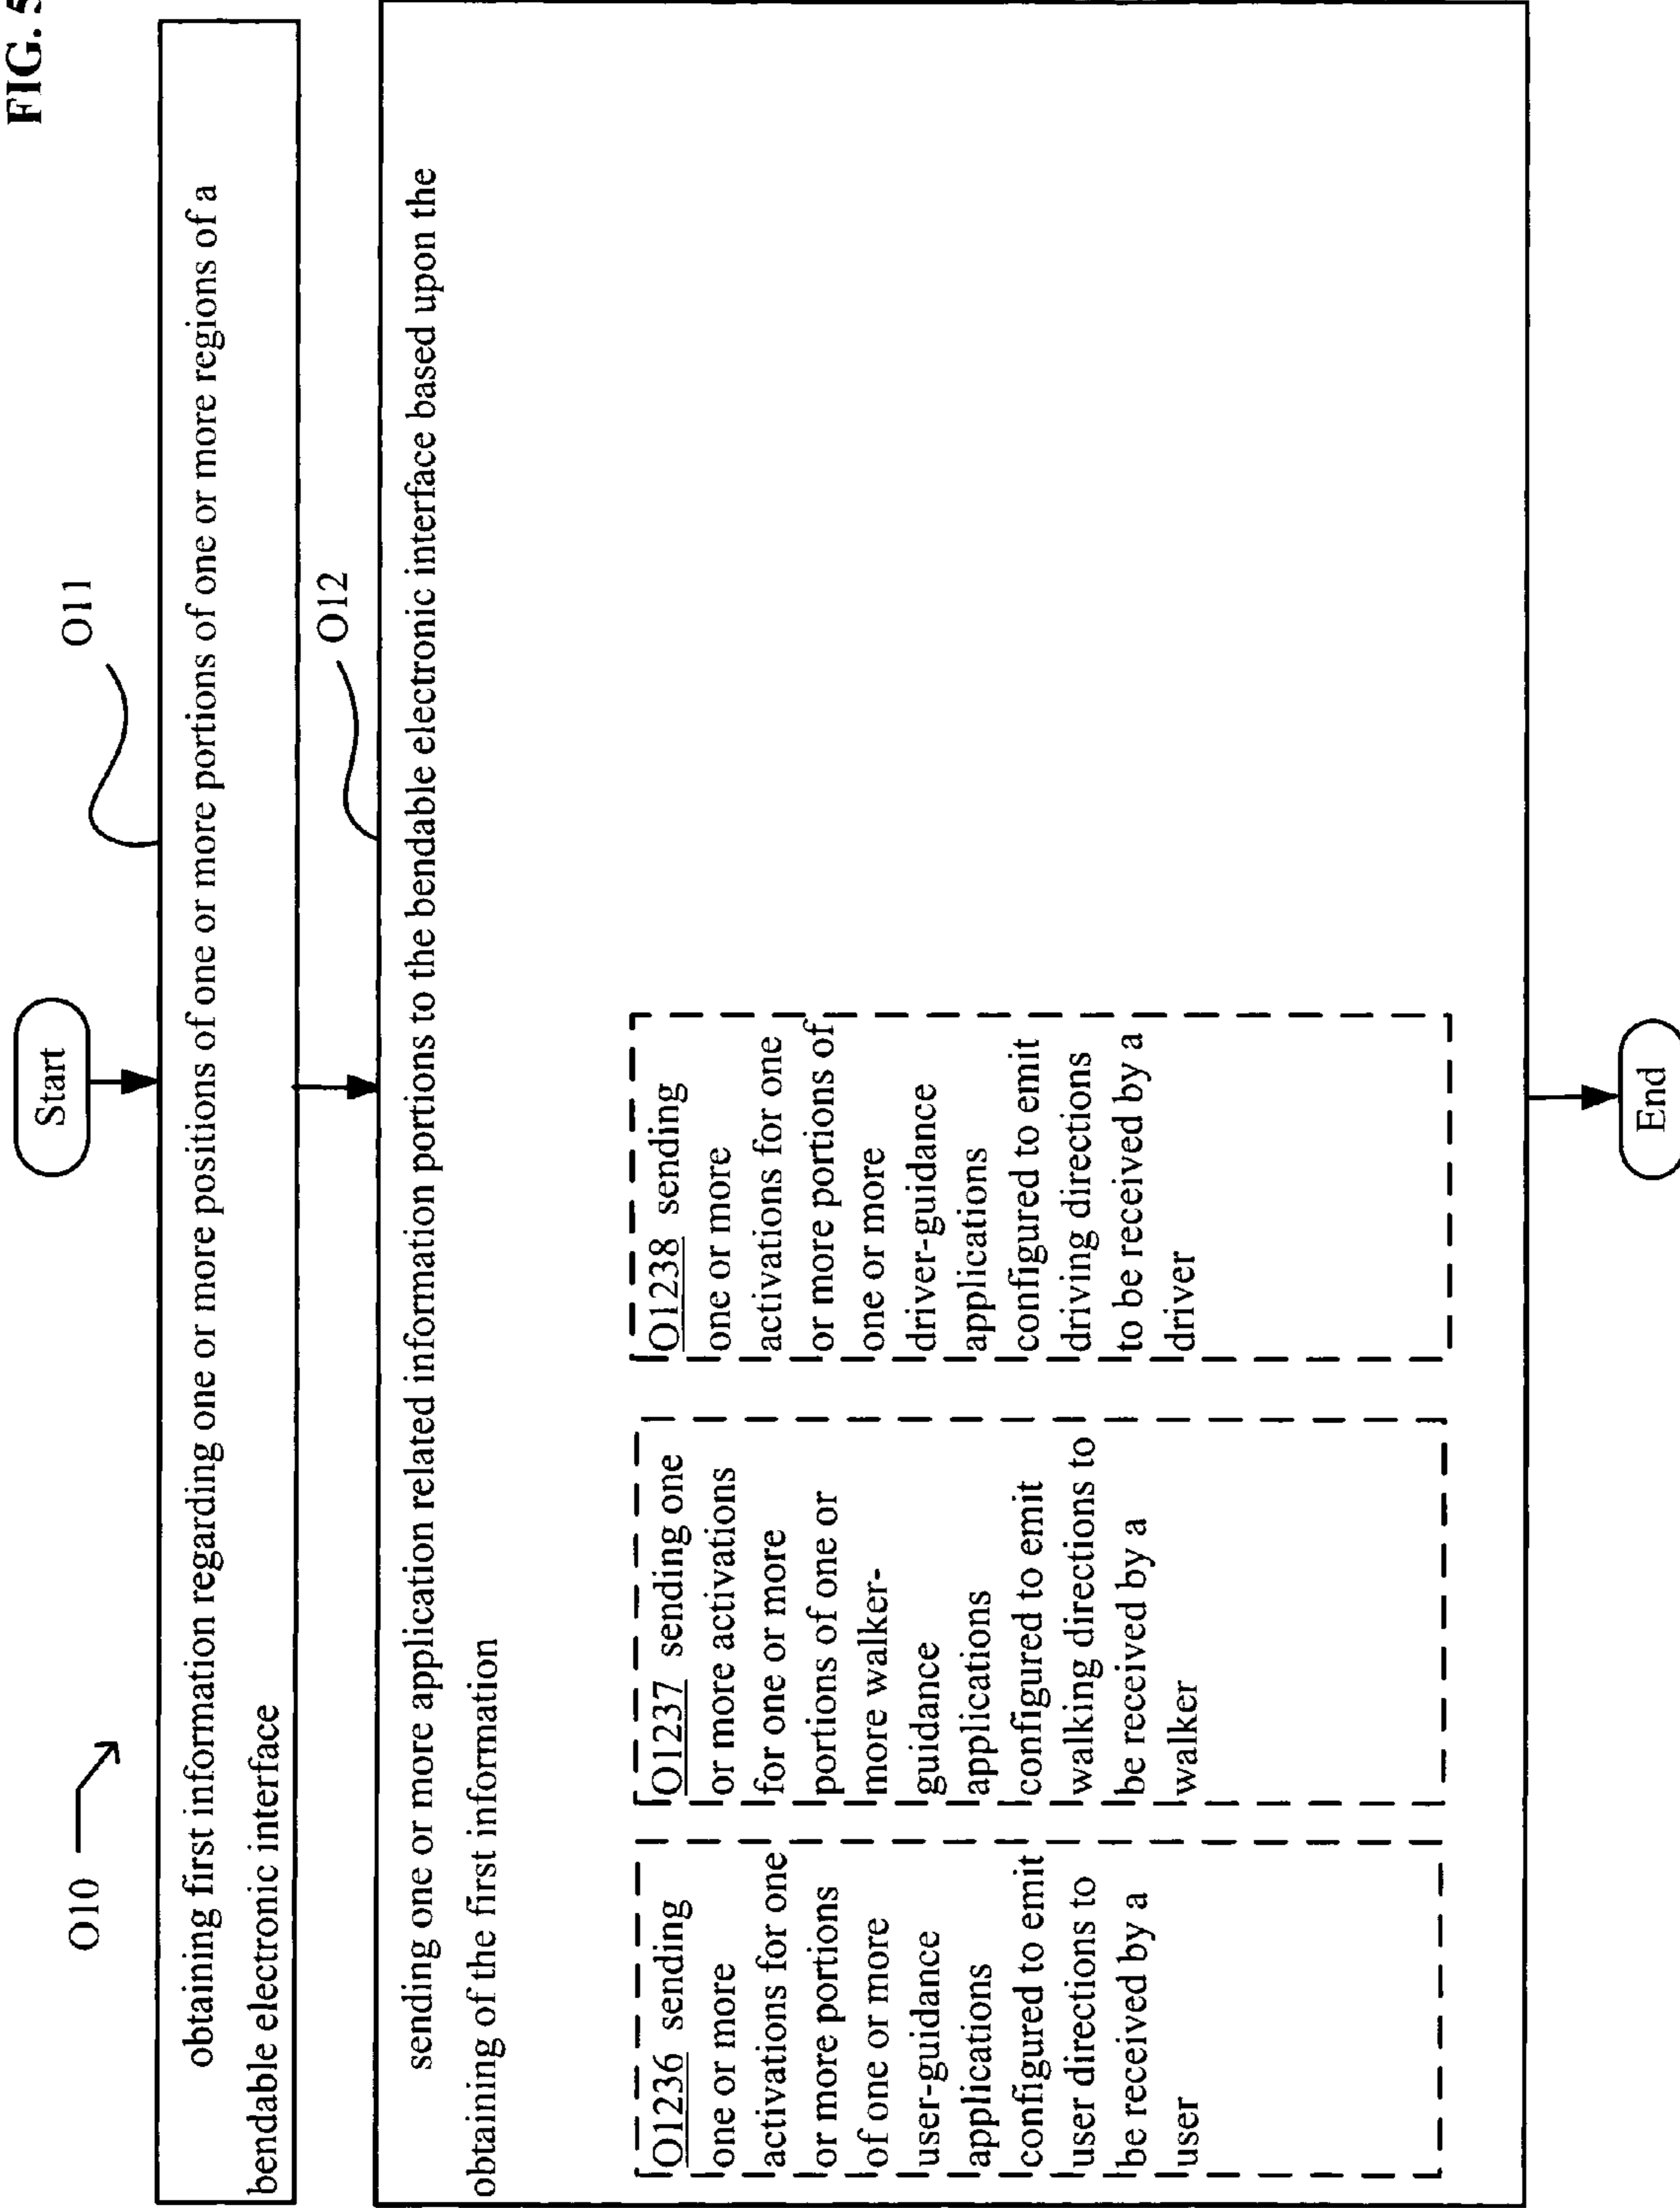 FIG. 5
O10
O11
Start
obtaining first information regarding one or more positions of one or more portions of one or more regions of a
bendable electronic interface
O12
sending one or more application related information portions to the bendable electronic interface based upon the
obtaining of the first information
O1236 sending
one or more
activations for one
or more portions
of one or more
user-guidance
applications
configured to emit
user directions to
be received by a
user
O1237 sending one
or more activations
for one or more
portions of one or
more walker-
guidance
applications
configured to emit
walking directions to
be received by a
walker
O1238 sending
one or more
activations for one
or more portions of
one or more
driver-guidance
applications
configured to emit
driving directions
to be received by a
driver
End